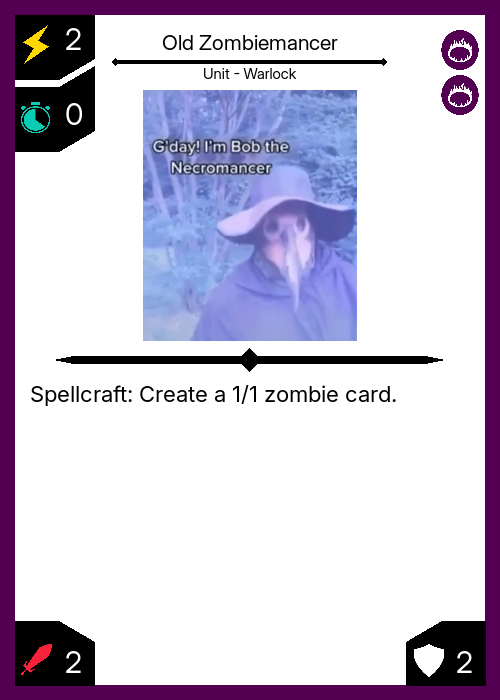 2
Old Zombiemancer
Unit - Warlock
0
G'day! I'm Bob the
Necromancer
Spellcraft: Create a 1/1 zombie card.
2
2